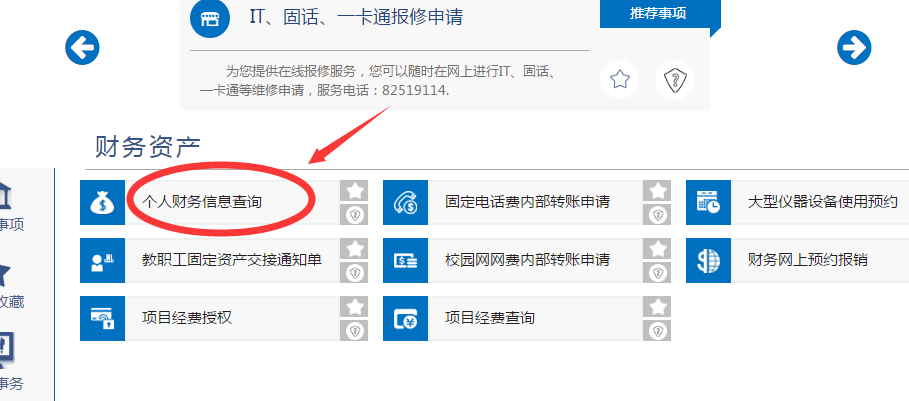 IT、固话、一卡通报修申请
推荐事项
为您提供在线报修服务，您可以随时在网上进行IT、固话、
一卡通等维修申请，服务电话：82519114.
财务资产
个人财务信息查询
固定电话费内部转账申请
大型仪器设备使用预约
事项
教职工固定资产交接通知单
校园网网费内部转账申请
财务网上预约报销
收藏
项目经费授权
项目经费查询
事务